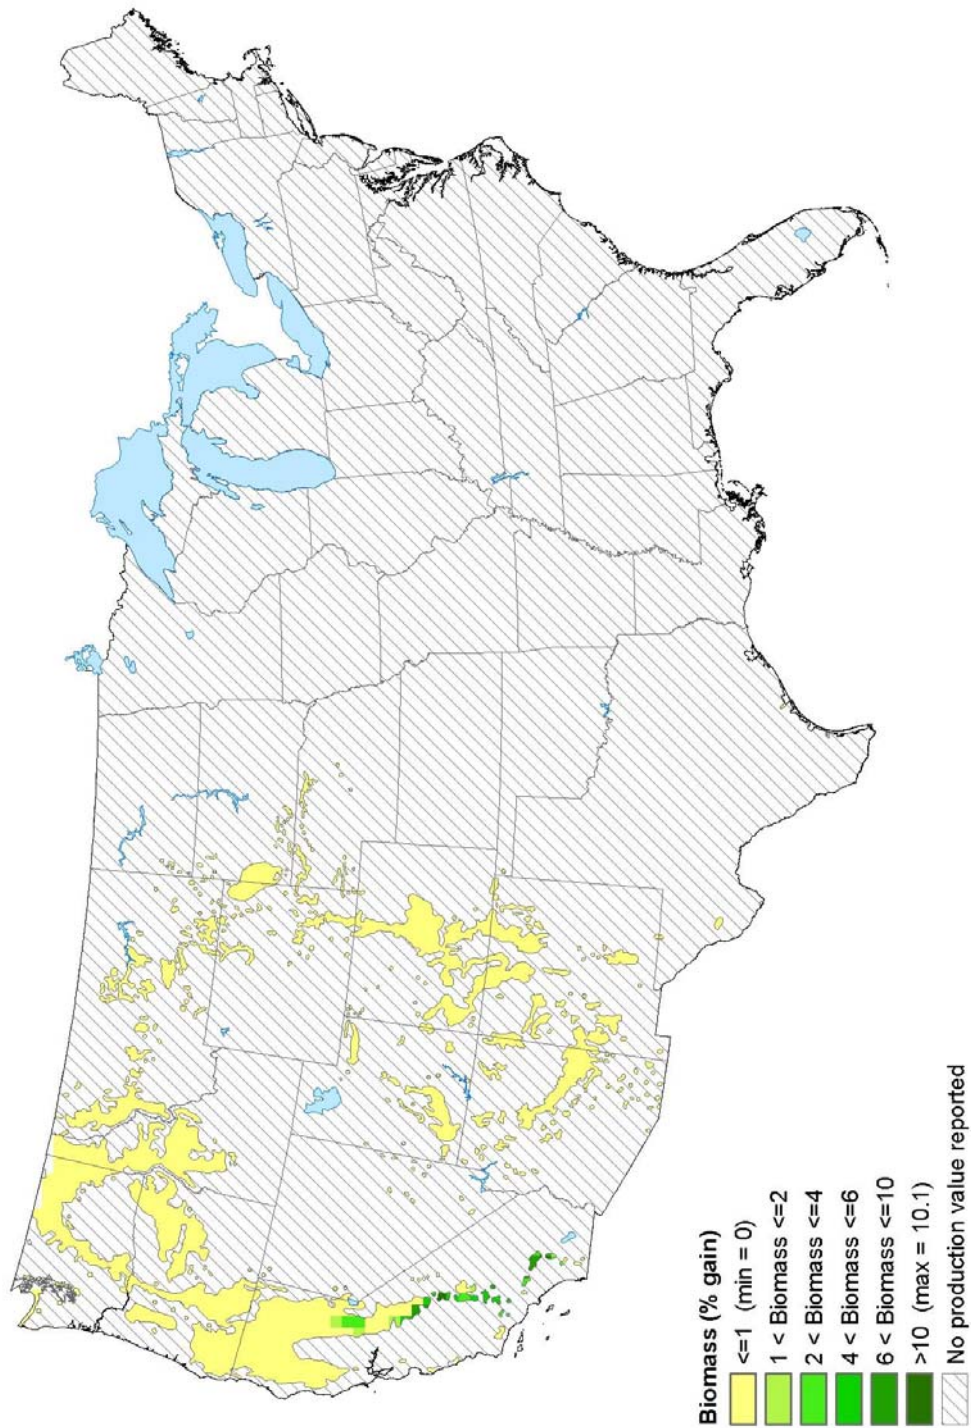 Biomass (% gain)
<=1 (min = 0)
1 < Biomass <=2
2 < Biomass <=4
4 < Biomass <=6
6 < Biomass <=10
>10 (max = 10.1)
No production value reported